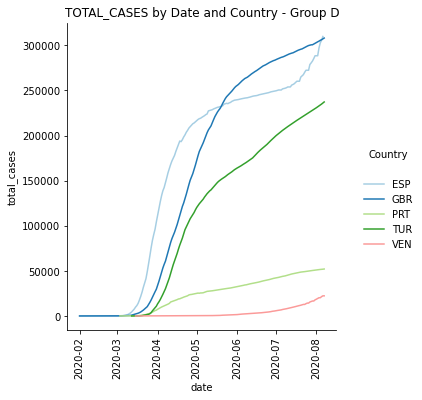 TOTAL_CASES by Date and Country - Group D
300000
250000
200000
150000
100000
50000
0
total_cases
2020-02
2020-03
2020-04
2020-05
2020-06
2020-07
2020-08
date
Country
ESP
GBR
PRT
TUR
VEN